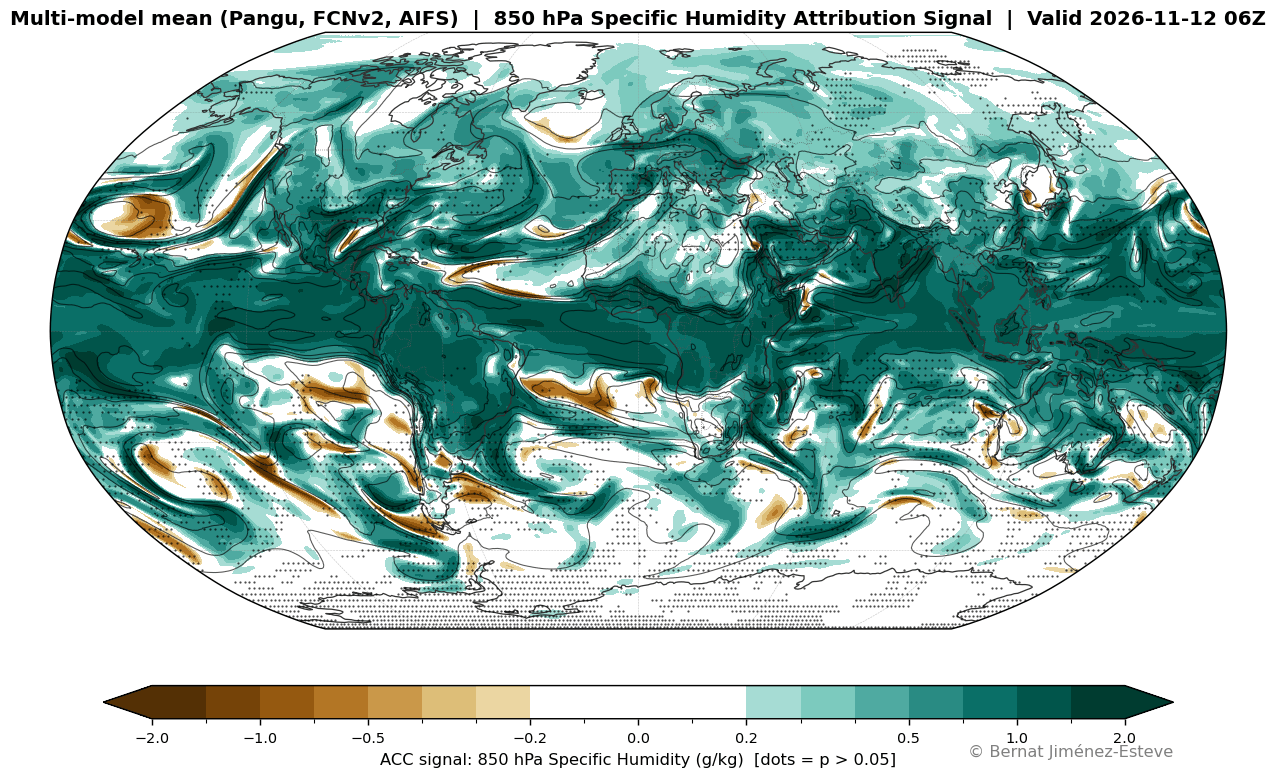 Multi-model mean (Pangu, FCNv2, AIFS) | 850 hPa Specific Humidity Attribution Signal | Valid 2026-11-12 06Z
−2.0 −1.0 −0.5 −0.2 0.0 0.2 0.5 1.0 2.0
ACC signal: 850 hPa Specific Humidity (g/kg) [dots = p > 0.05]
© Bernat Jiménez-Esteve